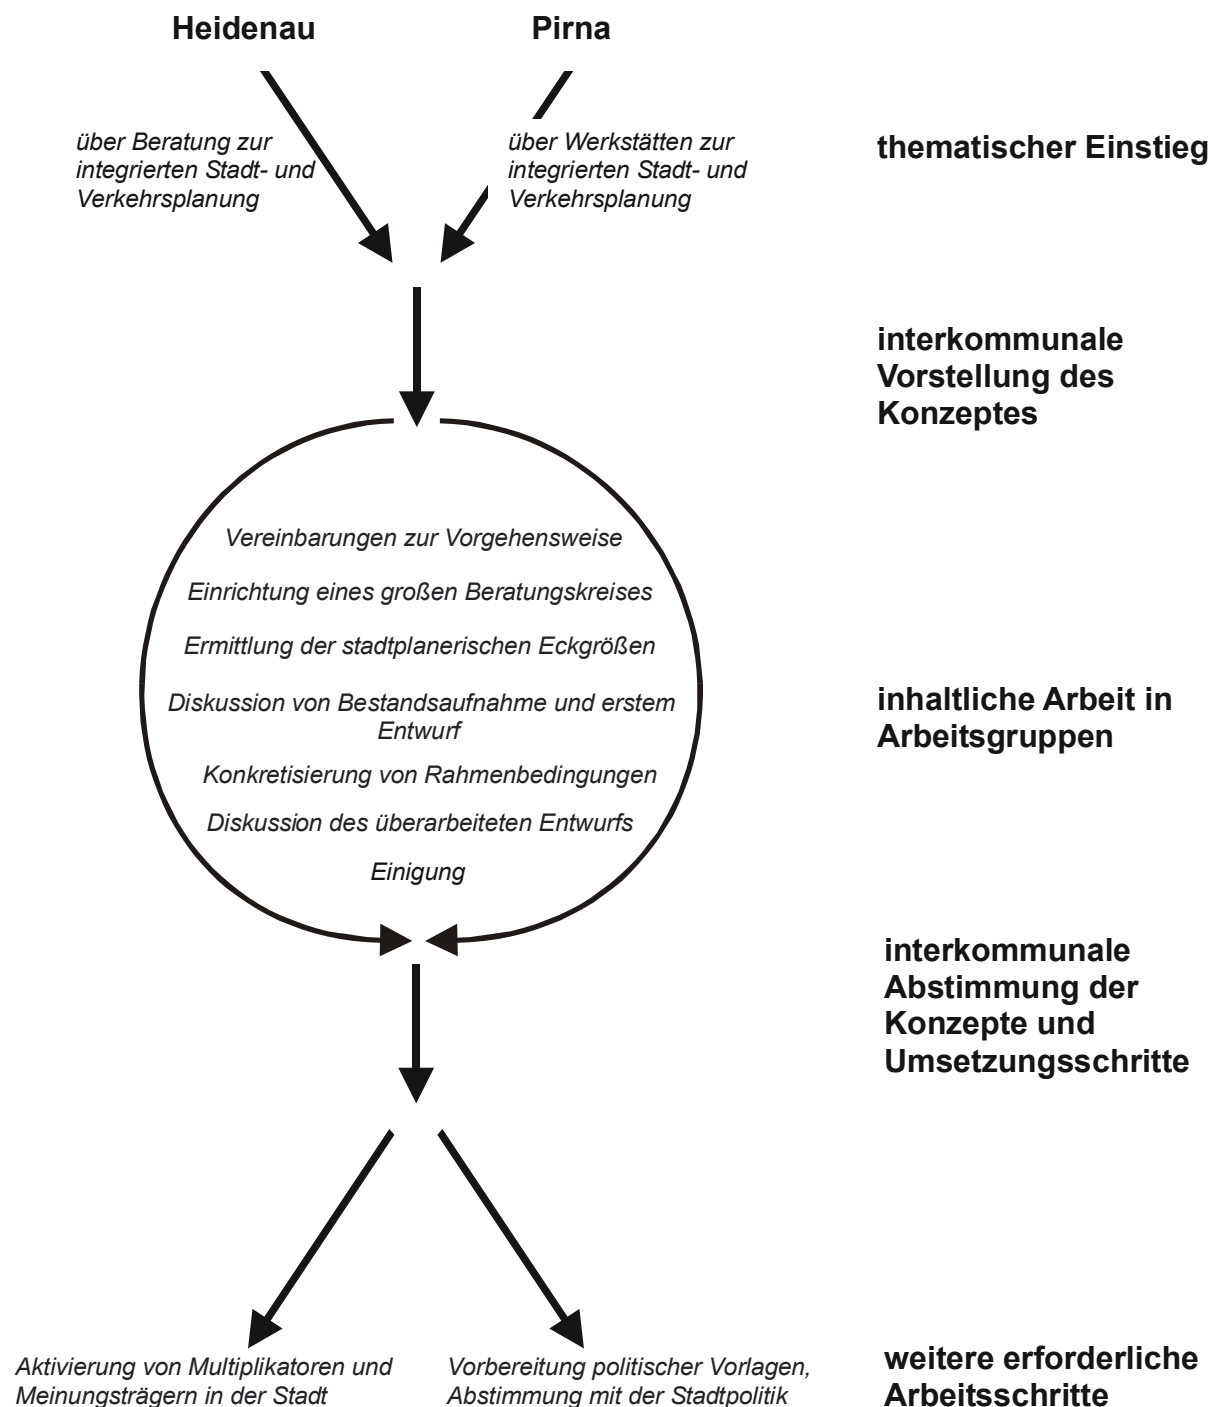 Heidenau
Pirna
über Beratung zur
integrierten Stadt- und
Verkehrsplanung
über Werkstätten zur
integrierten Stadt- und
Verkehrsplanung
thematischer Einstieg
interkommunale
Vorstellung des
Konzeptes
Vereinbarungen zur Vorgehensweise
Einrichtung eines großen Beratungskreises
Ermittlung der stadtplanerischen Eckgrößen
Diskussion von Bestandsaufnahme und erstem
Entwurf
Konkretisierung von Rahmenbedingungen
Diskussion des überarbeiteten Entwurfs
Einigung
inhaltliche Arbeit in
Arbeitsgruppen
interkommunale
Abstimmung der
Konzepte und
Umsetzungsschritte
Aktivierung von Multiplikatoren und
Meinungsträgern in der Stadt
Vorbereitung politischer Vorlagen,
Abstimmung mit der Stadtpolitik
weitere erforderliche
Arbeitsschritte